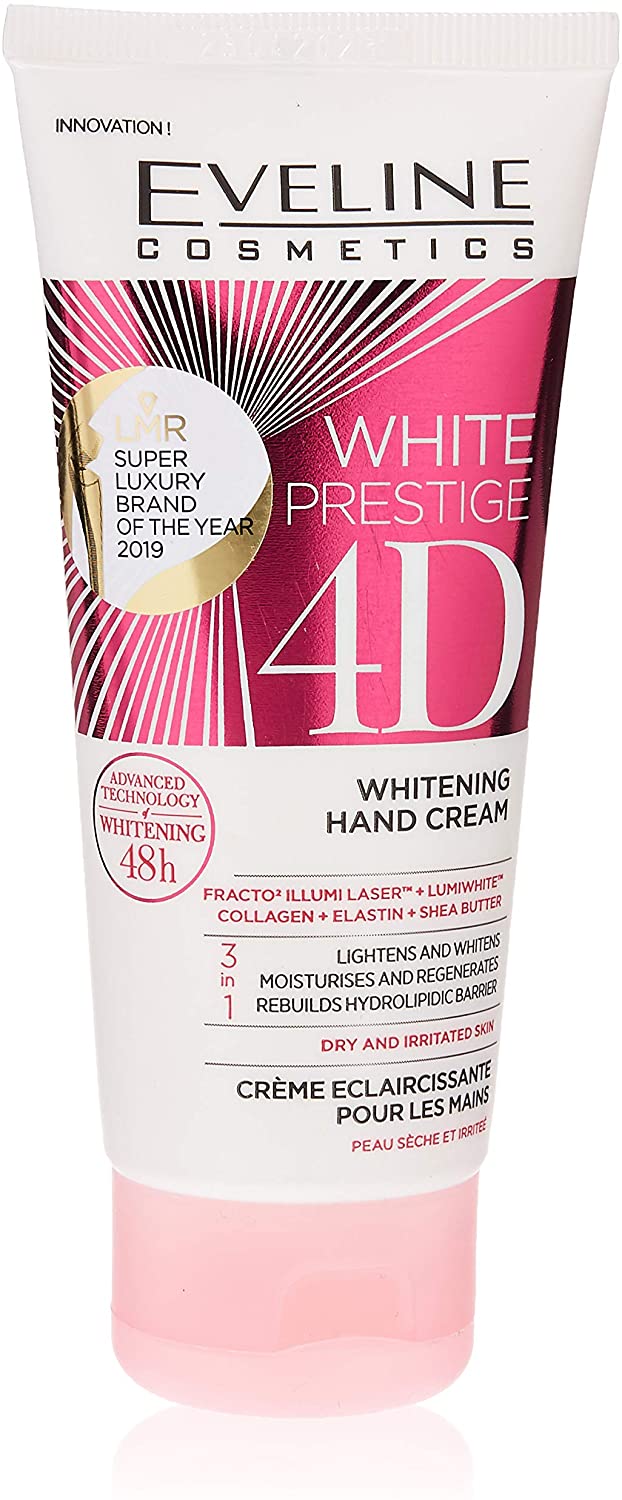 INNOVATION !
EVELINE
COSMETICS
LMR
SUPER
LUXURY
BRAND
OF THE YEAR
2019
WHITE
PRESTIGE
4D
ADVANCED
TECHNOLOGY
of
WHITENING
48h
WHITENING
HAND CREAM
FRACTO² ILLUMI LASER™ + LUMIWHITE™
COLLAGEN + ELASTIN + SHEA BUTTER
3
in
1
LIGHTENS AND WHITENS
MOISTURISES AND REGENERATES
REBUILDS HYDROLIPIDIC BARRIER
DRY AND IRRITATED SKIN
CRÈME ECLAIRCISSANTE
POUR LES MAINS
PEAU SÈCHE ET IRRITEÉ